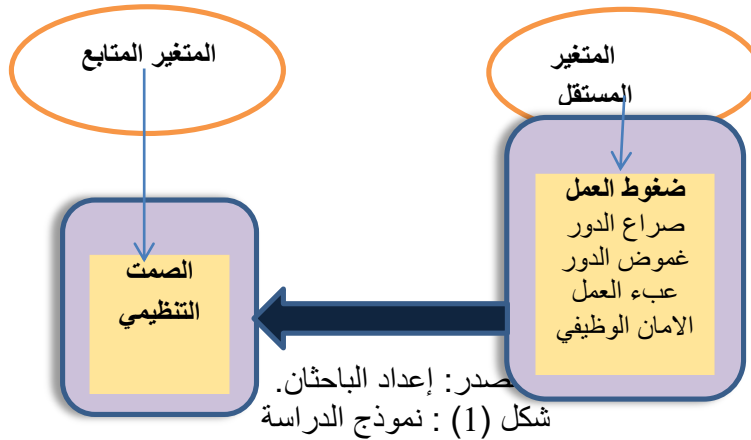 المتغير
المستقل
المتغير المتابع
ضغوط العمل
صراع الدور
غموض الدور
عبء العمل
الامان الوظيفي
الصمت
التنظيمي
صدر: إعداد الباحثان.
شكل (1) : نموذج الدراسة